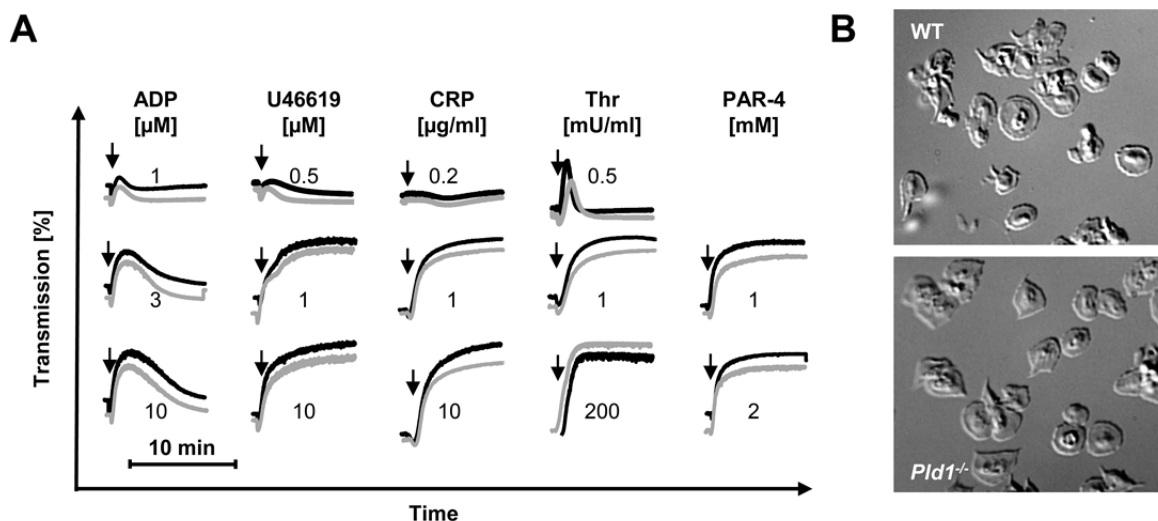 A
B
ADP
[µM]
U46619
[µM]
CRP
[µg/ml]
Thr
[mU/ml]
PAR-4
[mM]
1
0.5
0.2
0.5
3
1
1
1
1
10
10
10
200
2
10 min
Transmission [%]
Time
WT
Pld1-/-